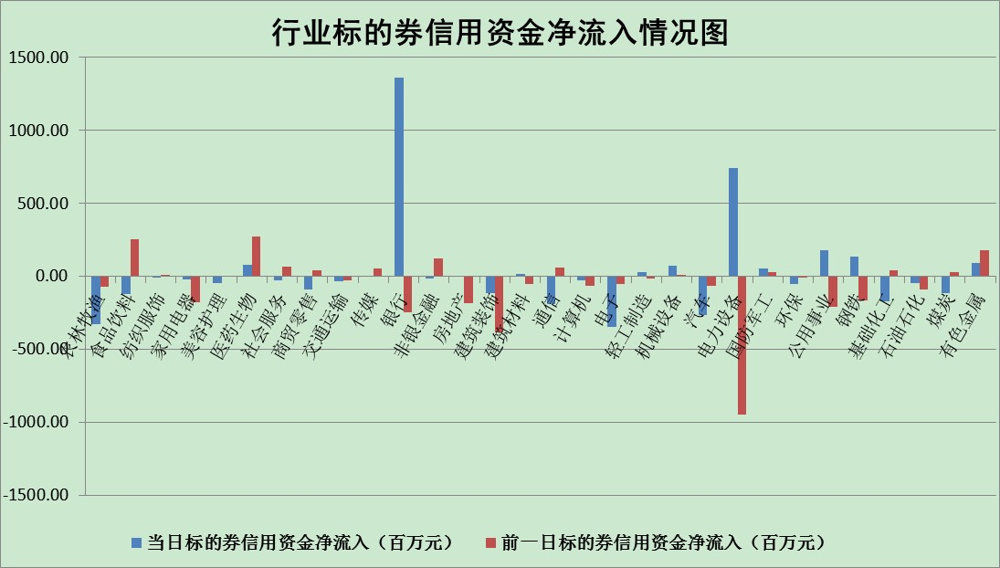 行业标的券信用资金净流入情况图
1500.00
1000.00
500.00
0.00
-500.00
-1000.00
-1500.00
农林牧渔
食品饮料
纺织服饰
家用电器
美容护理
医药生物
社会服务
商贸零售
交通运输
传媒
银行
非银金融
房地产
建筑装饰
建筑材料
通信
计算机
电子
轻工制造
机械设备
汽车
电力设备
国防军工
环保
公用事业
钢铁
基础化工
石油石化
煤炭
有色金属
当日标的券信用资金净流入（百万元） 前一日标的券信用资金净流入（百万元）